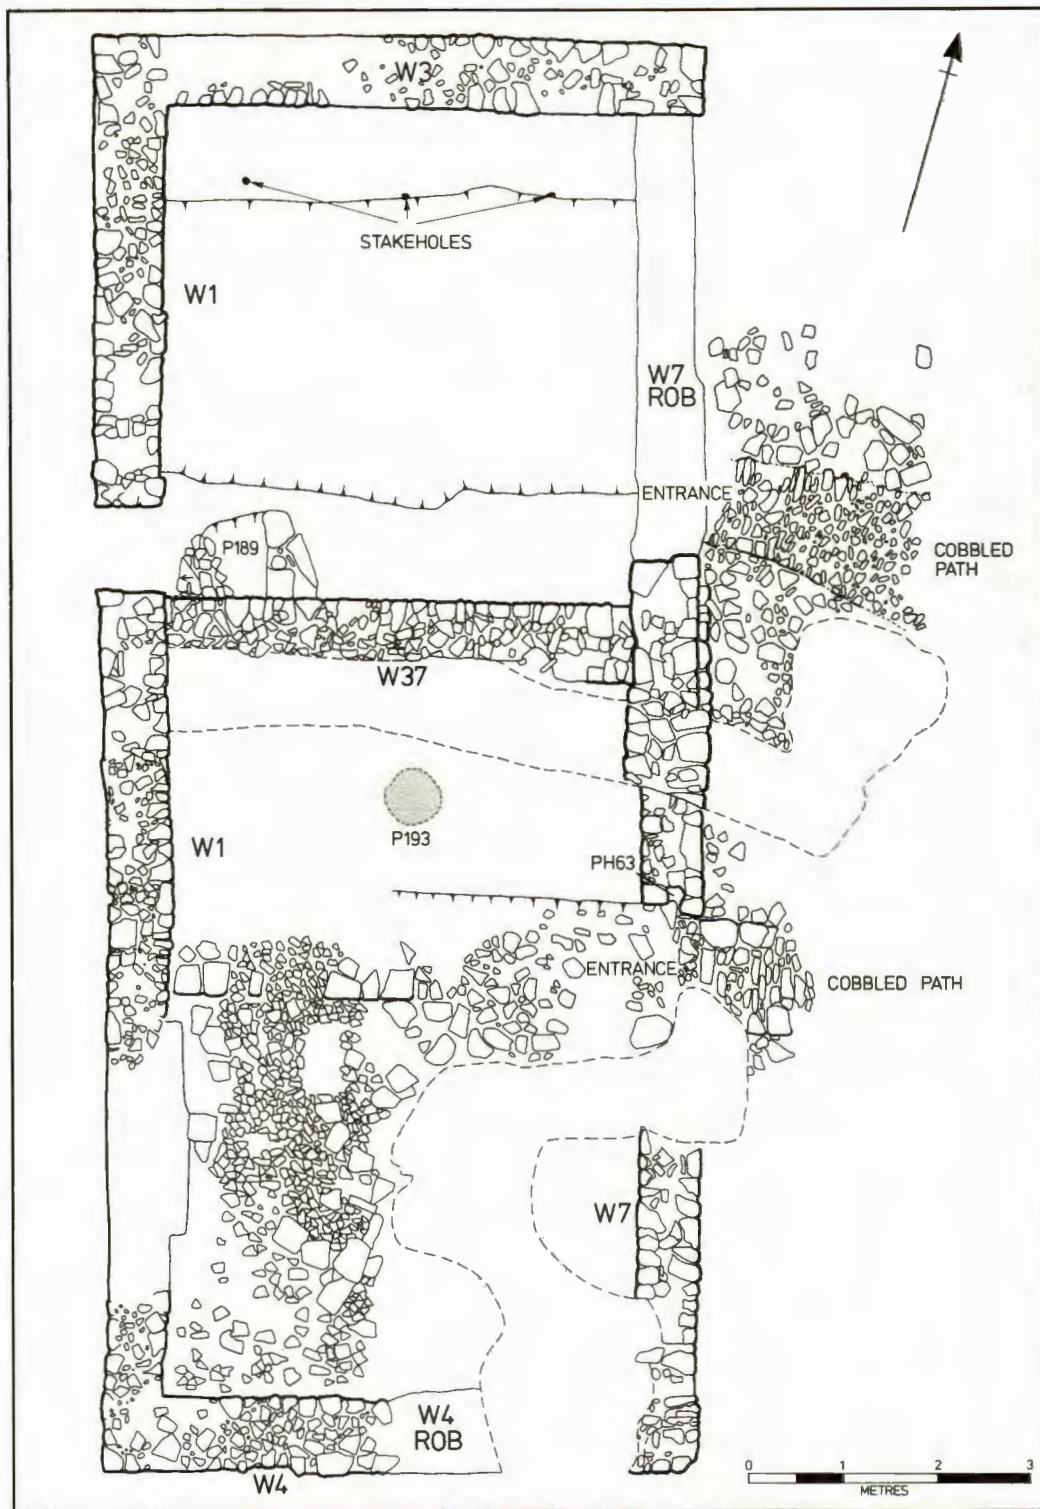 W3
STAKEHOLES
W1
W7
ROB
ENTRANCE
P189
COBBLED
PATH
W37
P193
W1
PH63
ENTRANCE
COBBLED PATH
W7
W4
ROB
W4
0 1 2 3
METRES